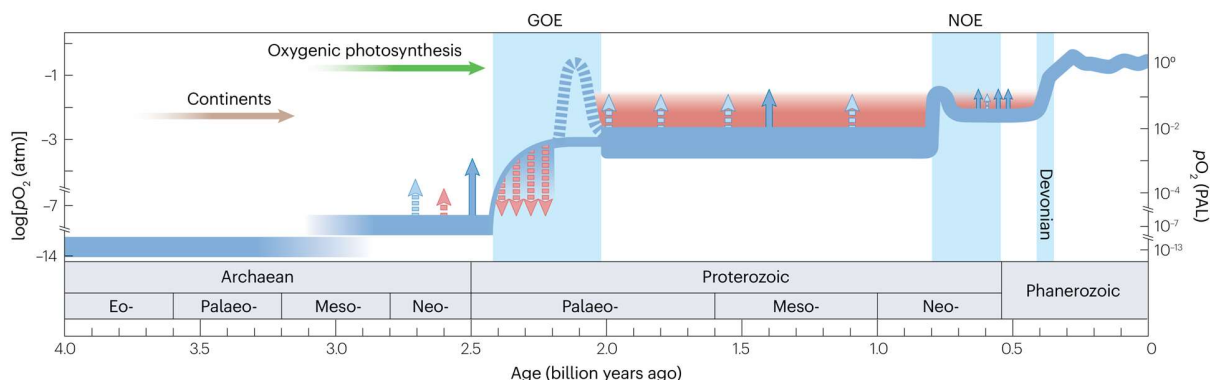 GOE
NOE
Oxygenic photosynthesis
Continents
Devonian
log[pO₂ (atm)]
-1
-3
-7
-14
pO₂ (PAL)
10⁰
10⁻²
10⁻⁴
10⁻⁷
10⁻¹³
Archaean
Proterozoic
Phanerozoic
Eo-
Palaeo-
Meso-
Neo-
Palaeo-
Meso-
Neo-
4.0
3.5
3.0
2.5
2.0
1.5
1.0
0.5
0
Age (billion years ago)